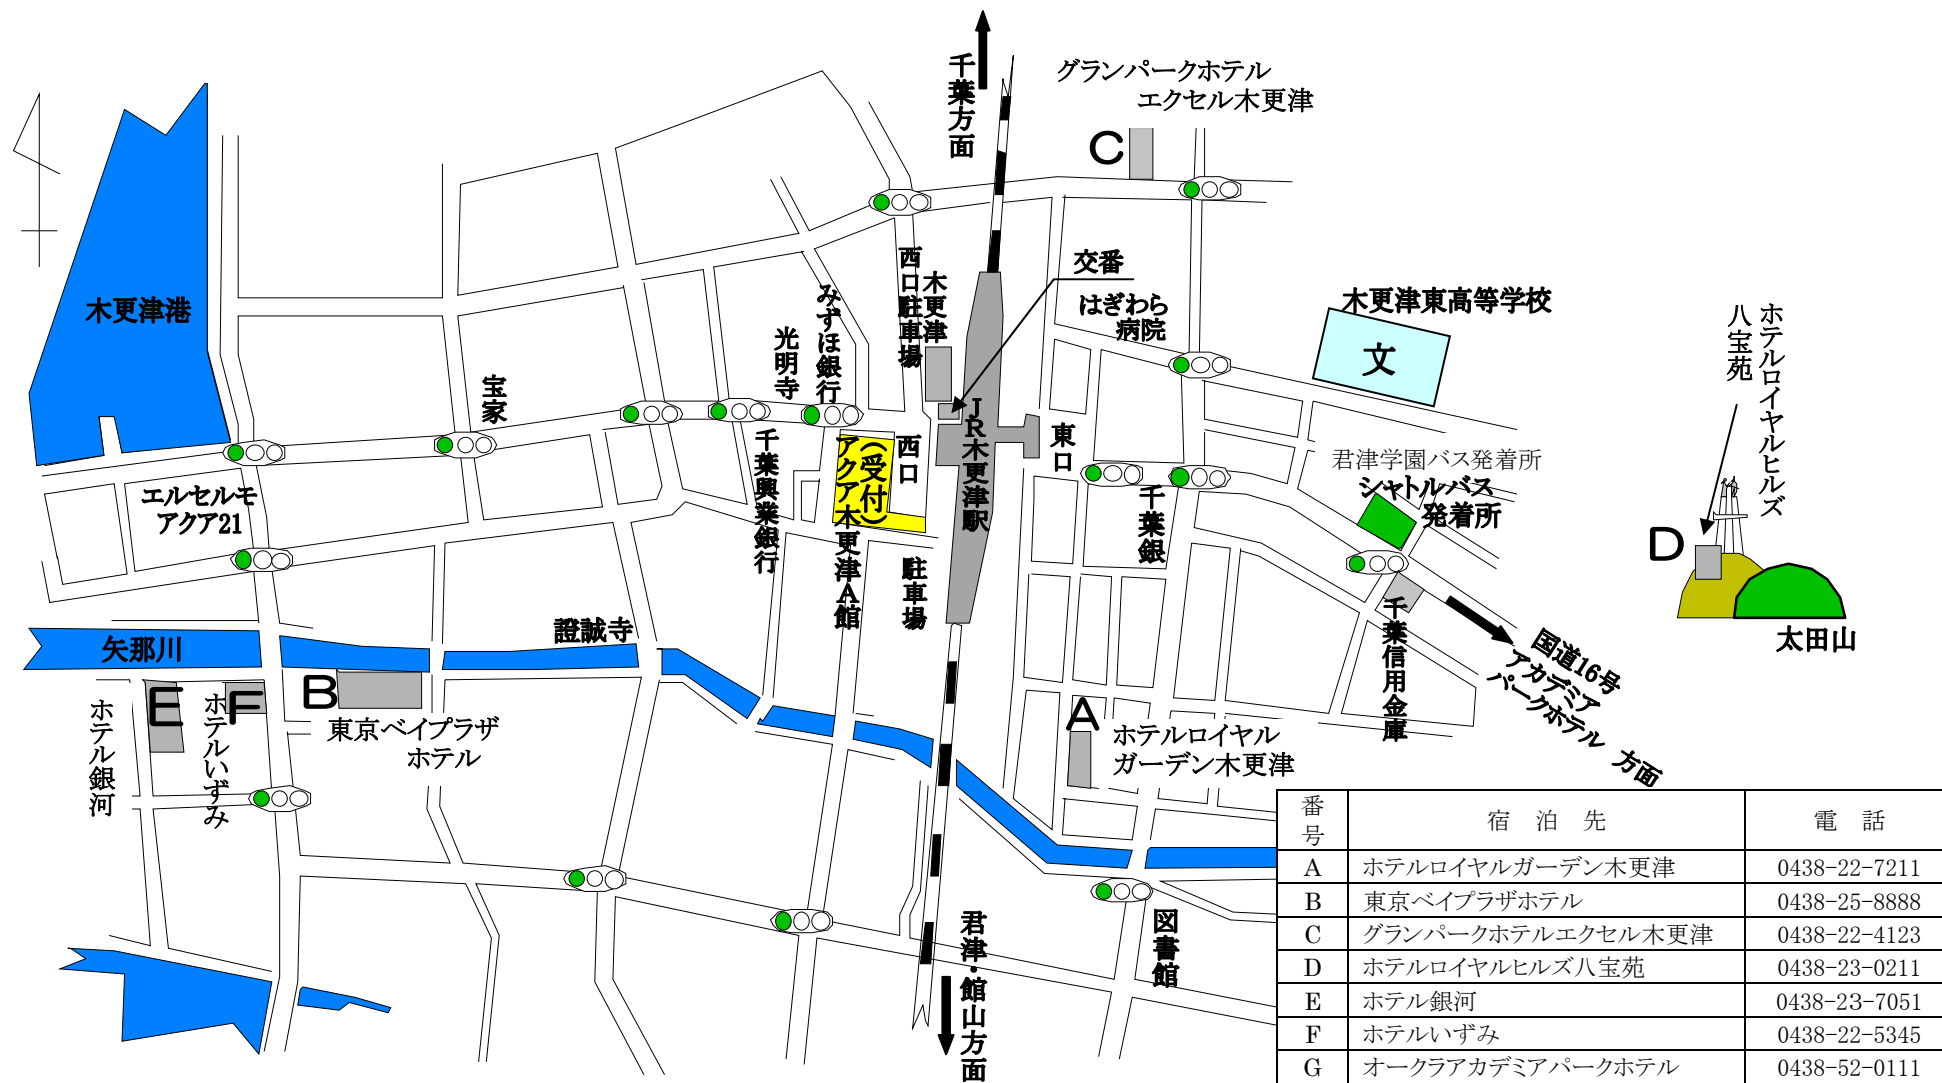 千葉方面
グランパークホテル
エクセル木更津
C
木更津港
西口駐車場
木更津
交番
はぎわら
病院
木更津東高等学校
文
ホテルロイヤルヒルズ
八宝苑
みずほ銀行
光明寺
宝家
JR木更津駅
東口
西口
(受付)
アクア木更津A館
千葉興業銀行
君津学園バス発着所
シャトルバス
発着所
千葉銀
エルセルモ
アクア21
D
太田山
駐車場
千葉信用金庫
国道16号
アカデミア
パークホテル 方面
矢那川
證誠寺
E
F
B
A
ホテル銀河
ホテルいずみ
東京ベイプラザ
ホテル
ホテルロイヤル
ガーデン木更津
図書館
君津・館山方面
番号 宿泊先 電話
A ホテルロイヤルガーデン木更津 0438-22-7211
B 東京ベイプラザホテル 0438-25-8888
C グランパークホテルエクセル木更津 0438-22-4123
D ホテルロイヤルヒルズ八宝苑 0438-23-0211
E ホテル銀河 0438-23-7051
F ホテルいずみ 0438-22-5345
G オークラアカデミアパークホテル 0438-52-0111